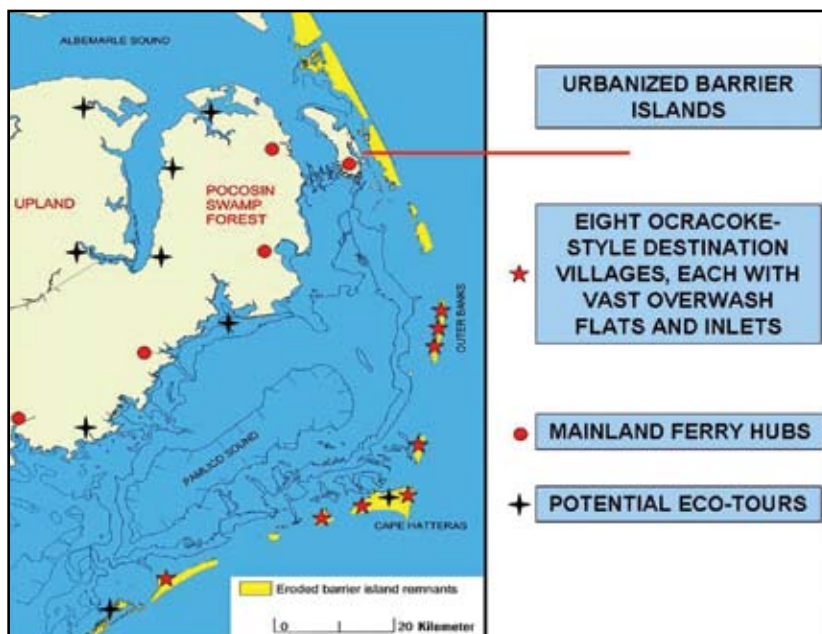 ALBEMARLE SOUND
UPLAND
POCOSIN
SWAMP
FOREST
OUTER BANKS
PAMLICO SOUND
CAPE HATTERAS
Eroded barrier island remnants
0 20 Kilometer
URBANIZED BARRIER
ISLANDS
EIGHT OCRACOKE-
STYLE DESTINATION
VILLAGES, EACH WITH
VAST OVERWASH
FLATS AND INLETS
MAINLAND FERRY HUBS
POTENTIAL ECO-TOURS